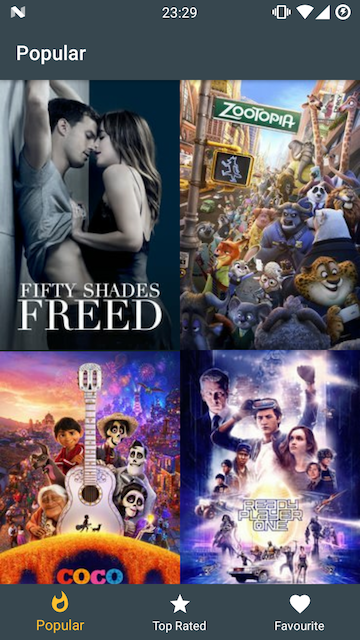 23:29
Popular
FIFTY SHADES
FREED
ZOOTOPIA
COCO
READY
PLAYER
ONE
Popular
Top Rated
Favourite